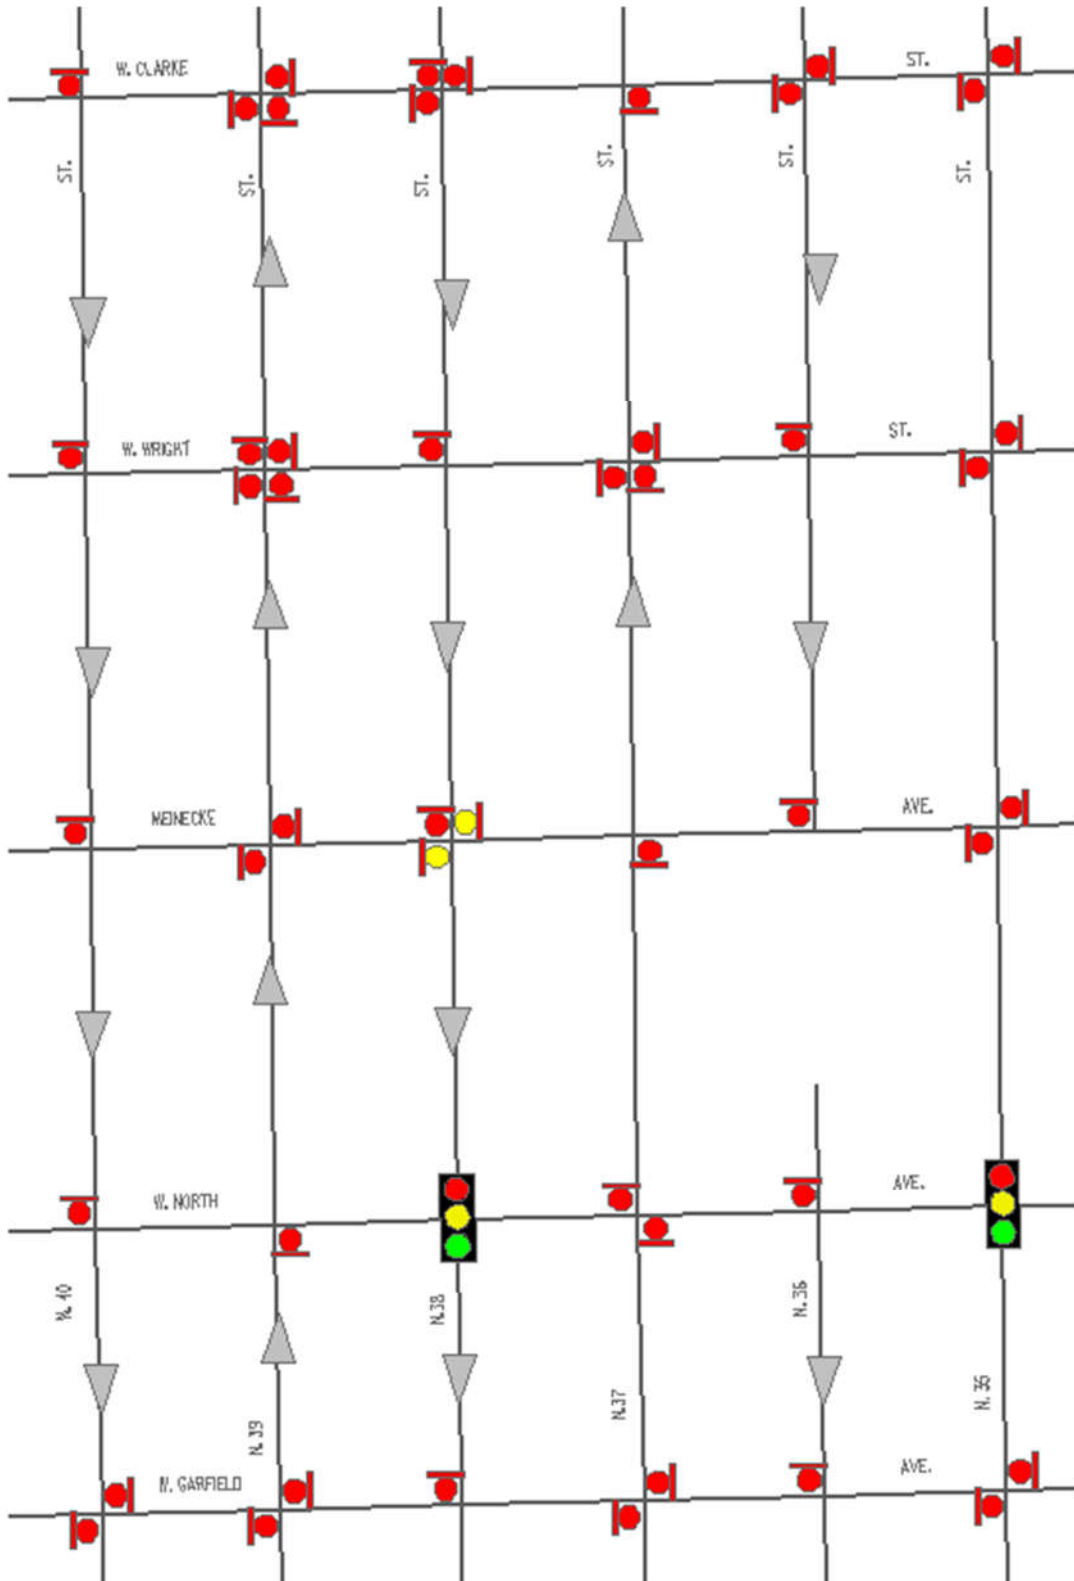 W. CLARKE ST.
ST. ST. ST. ST. ST. ST.
W. WRIGHT ST.
MEINECKE AVE.
W. NORTH AVE.
N. 40 N.39 N.38 N.37 N.36 N.35
W. GARFIELD AVE.